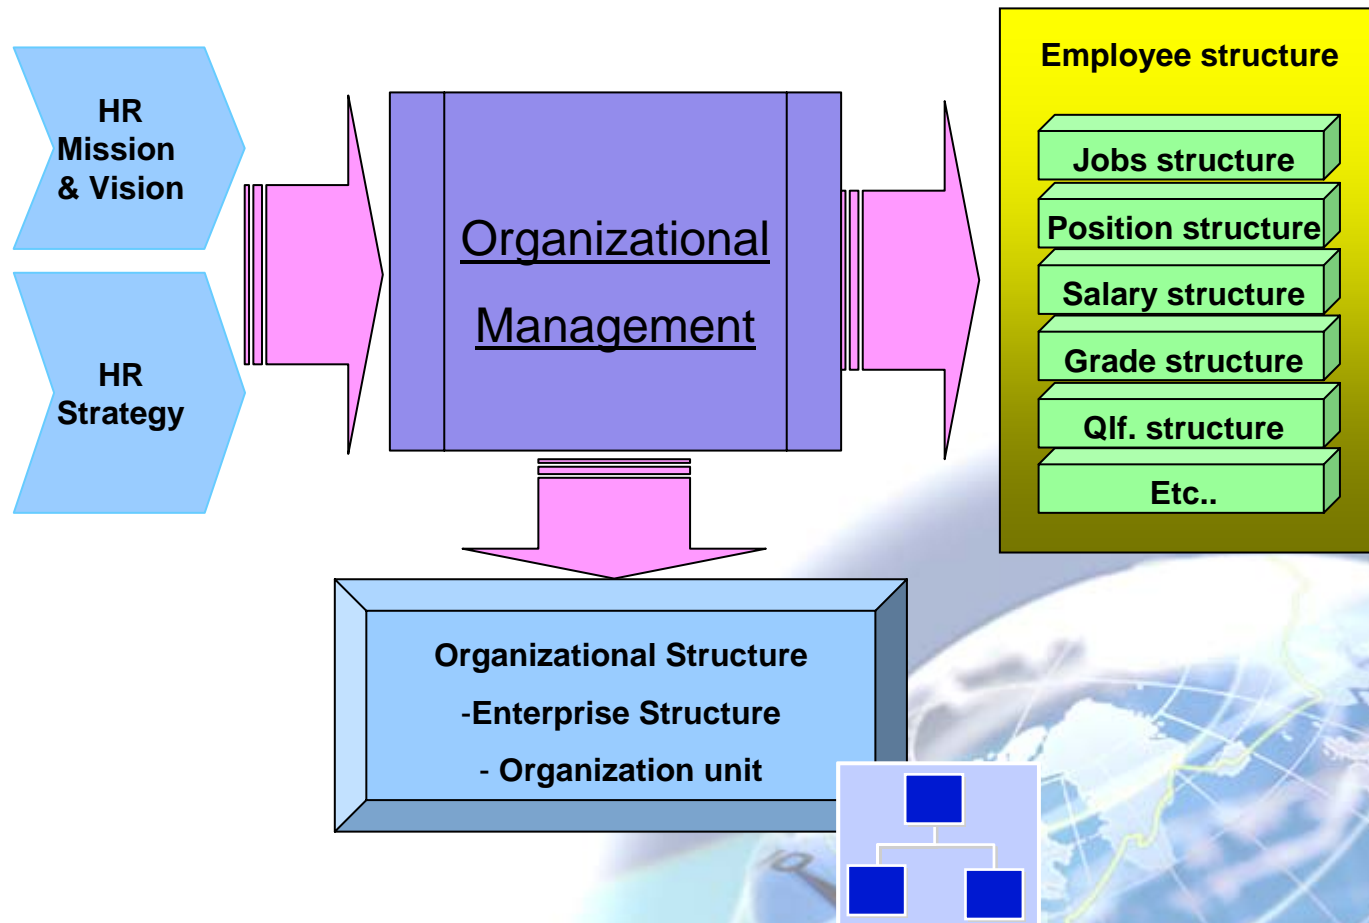 HR
Mission
& Vision
HR
Strategy
Organizational
Management
Employee structure
Jobs structure
Position structure
Salary structure
Grade structure
Qlf. structure
Etc..
Organizational Structure
-Enterprise Structure
- Organization unit